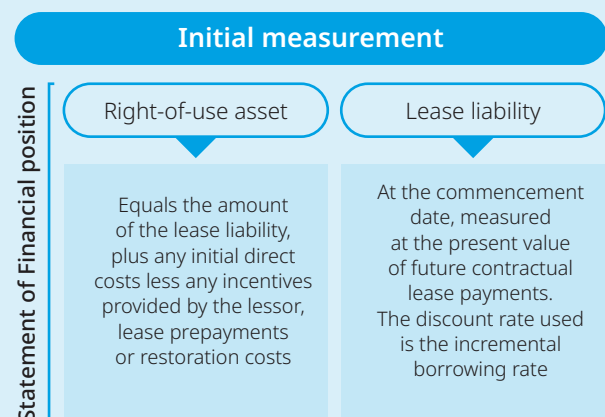 Initial measurement
Statement of Financial position
Right-of-use asset
Equals the amount
of the lease liability,
plus any initial direct
costs less any incentives
provided by the lessor,
lease prepayments
or restoration costs
Lease liability
At the commencement
date, measured
at the present value
of future contractual
lease payments.
The discount rate used
is the incremental
borrowing rate